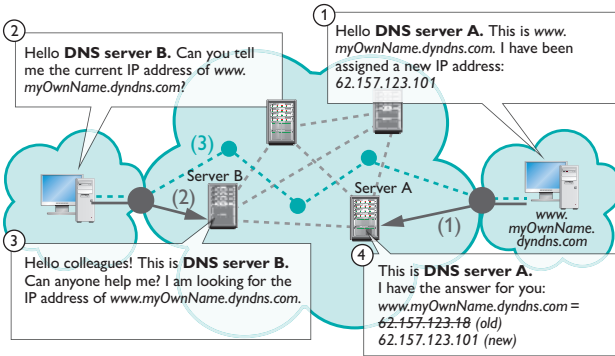 1
Hello DNS server A. This is www.
myOwnName.dyndns.com. I have been
assigned a new IP address:
62.157.123.101
2
Hello DNS server B. Can you tell
me the current IP address of www.
myOwnName.dyndns.com?
(3)
Server B
(2)
Server A
(1)
www.
myOwnName.
dyndns.com
3
Hello colleagues! This is DNS server B.
Can anyone help me? I am looking for the
IP address of www.myOwnName.dyndns.com.
4
This is DNS server A.
I have the answer for you:
www.myOwnName.dyndns.com =
62.157.123.18 (old)
62.157.123.101 (new)